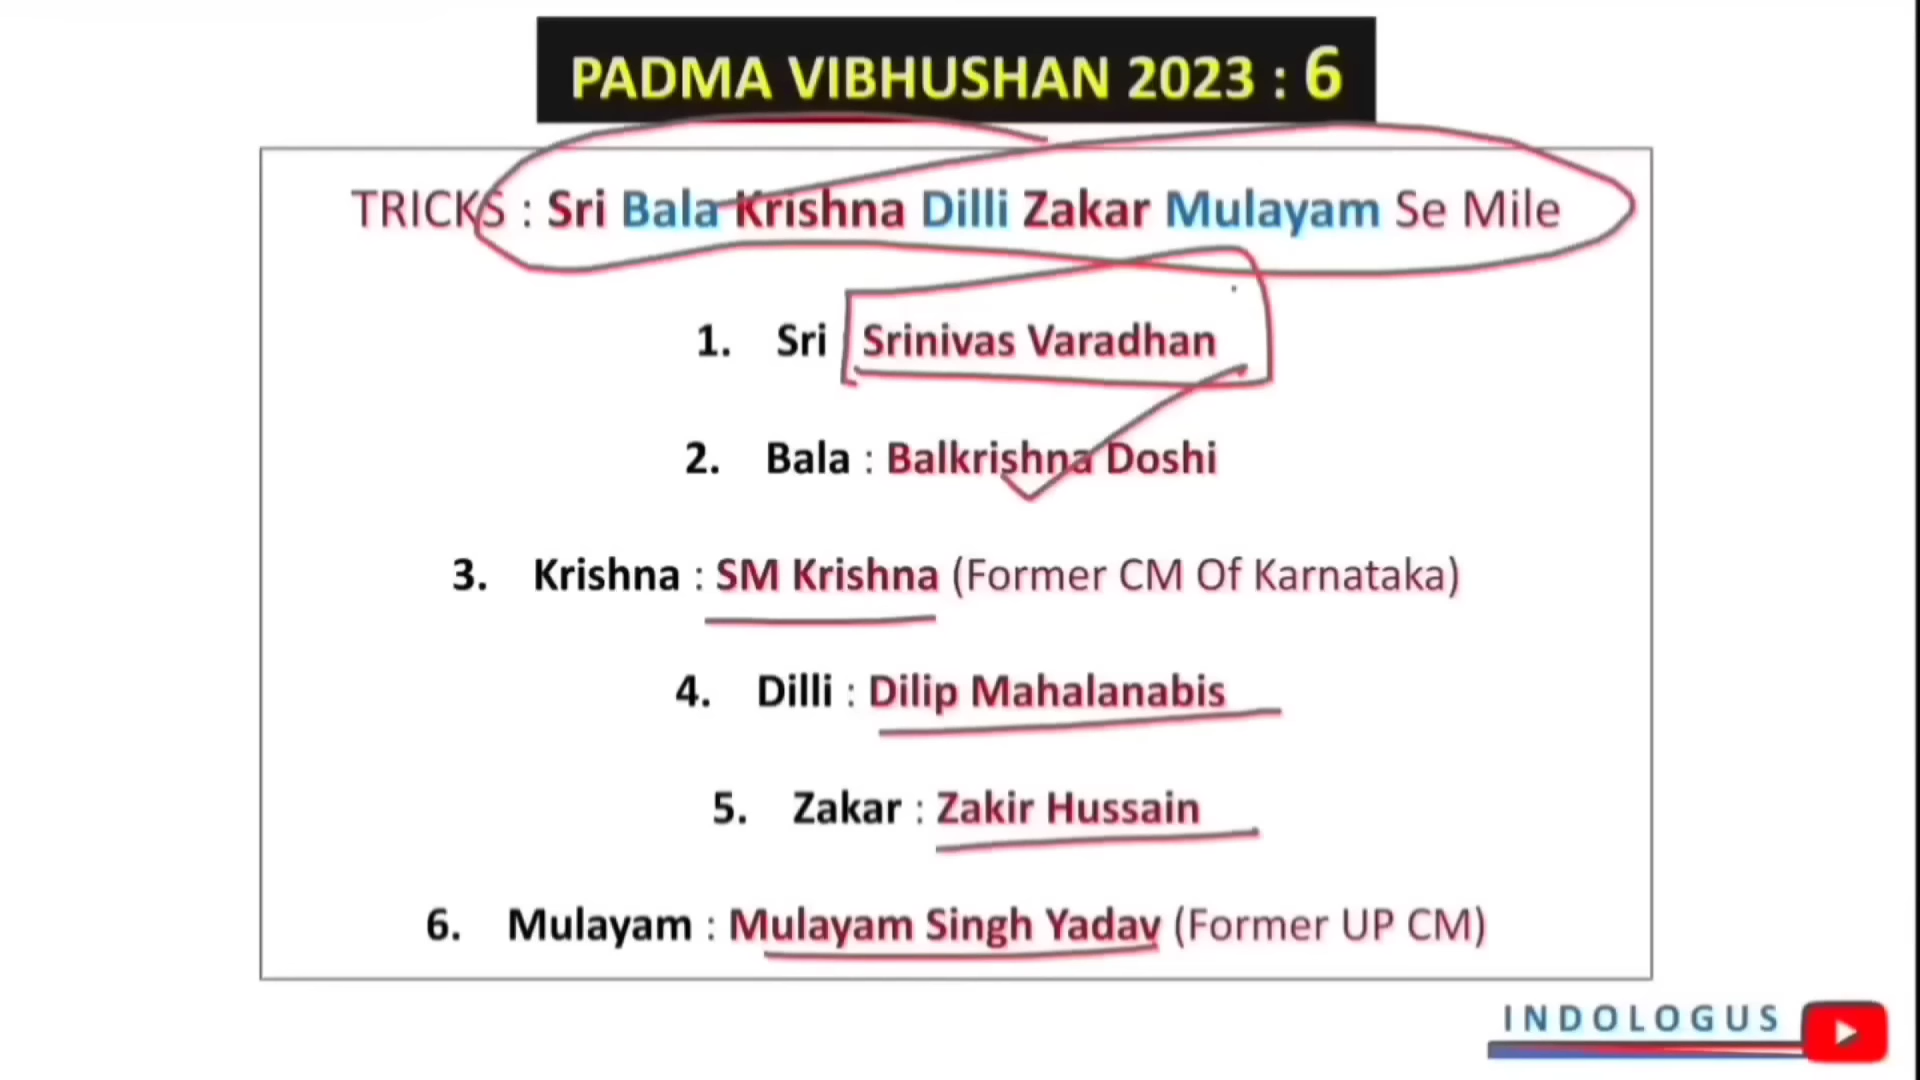 PADMA VIBHUSHAN 2023 : 6
TRICKS : Sri Bala Krishna Dilli Zakar Mulayam Se Mile
1. Sri Srinivas Varadhan
2. Bala : Balkrishna Doshi
3. Krishna : SM Krishna (Former CM Of Karnataka)
4. Dilli : Dilip Mahalanabis
5. Zakar : Zakir Hussain
6. Mulayam : Mulayam Singh Yadav (Former UP CM)
INDOLOGUS